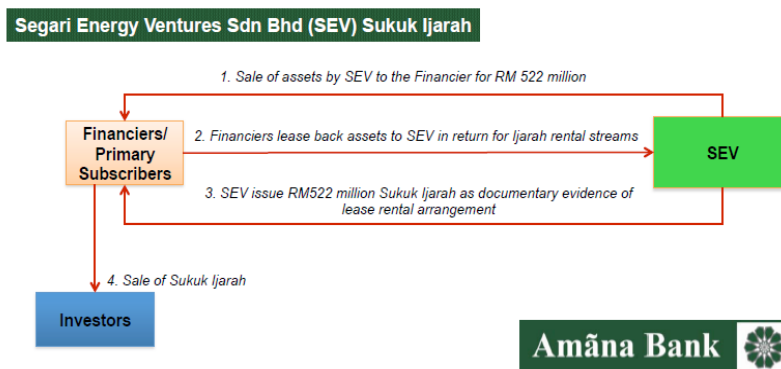 Segari Energy Ventures Sdn Bhd (SEV) Sukuk Ijarah
1. Sale of assets by SEV to the Financier for RM 522 million
Financiers/
Primary
Subscribers
2. Financiers lease back assets to SEV in return for Ijarah rental streams
SEV
3. SEV issue RM522 million Sukuk Ijarah as documentary evidence of
lease rental arrangement
4. Sale of Sukuk Ijarah
Investors
Amãna Bank